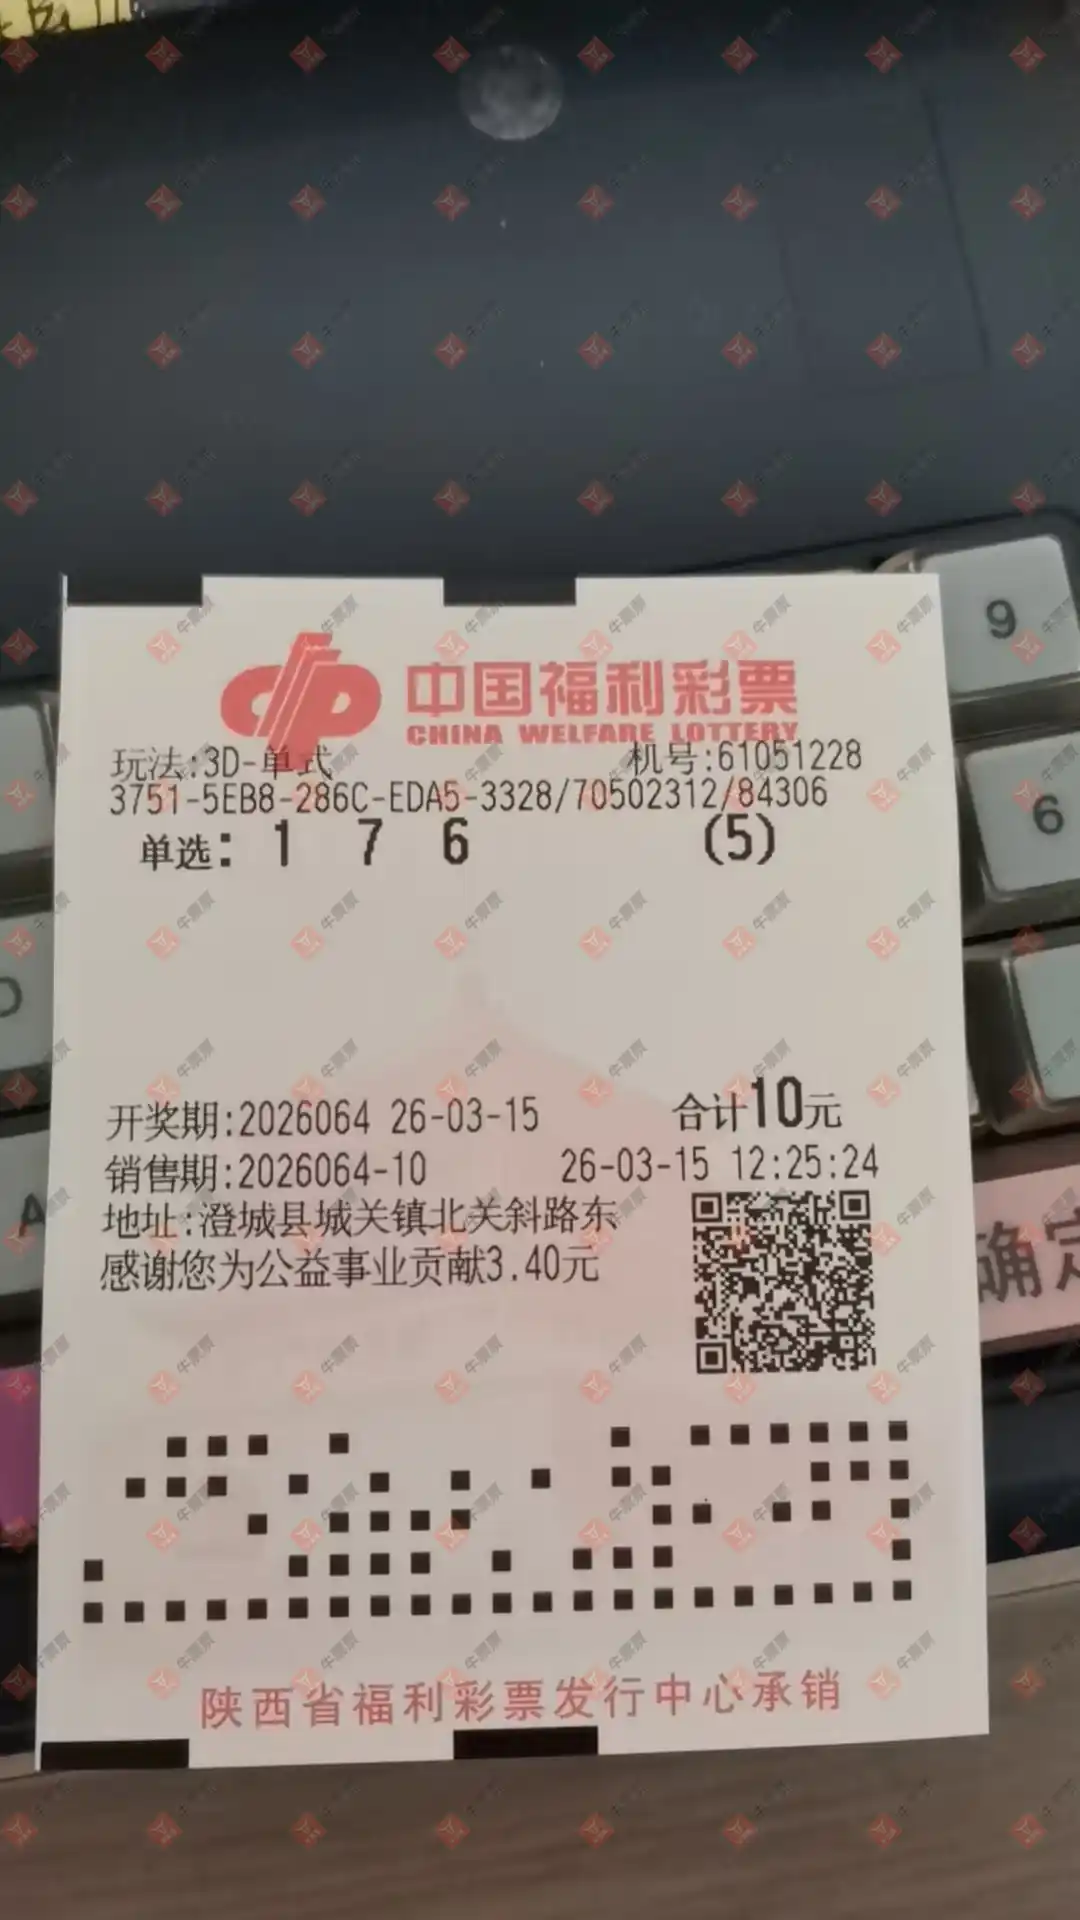 中国福利彩票
CHINA WELFARE LOTTERY
玩法:3D-单式 机号:61051228
3751-5EB8-286C-EDA5-3328/70502312/84306
单选: 1 7 6 (5)
开奖期:2026064 26-03-15 合计10元
销售期:2026064-10 26-03-15 12:25:24
地址:澄城县城关镇北关斜路东
感谢您为公益事业贡献3.40元
陕西省福利彩票发行中心承销
9
6
确定
A
牛票票